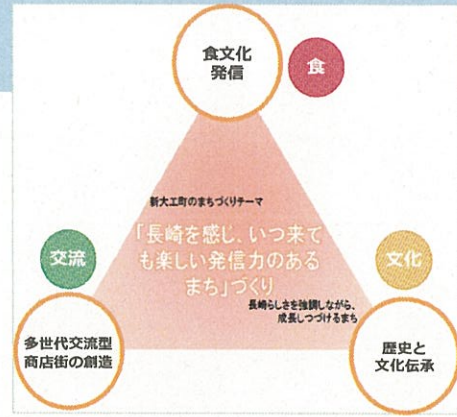 食文化
発信
食
新大工町のまちづくりテーマ
「長崎を感じ、いつ来て
も楽しい発信力のある
まち」づくり
長崎らしさを強調しながら、
成長しつづけるまち
交流
多世代交流型
商店街の創造
文化
歴史と
文化伝承